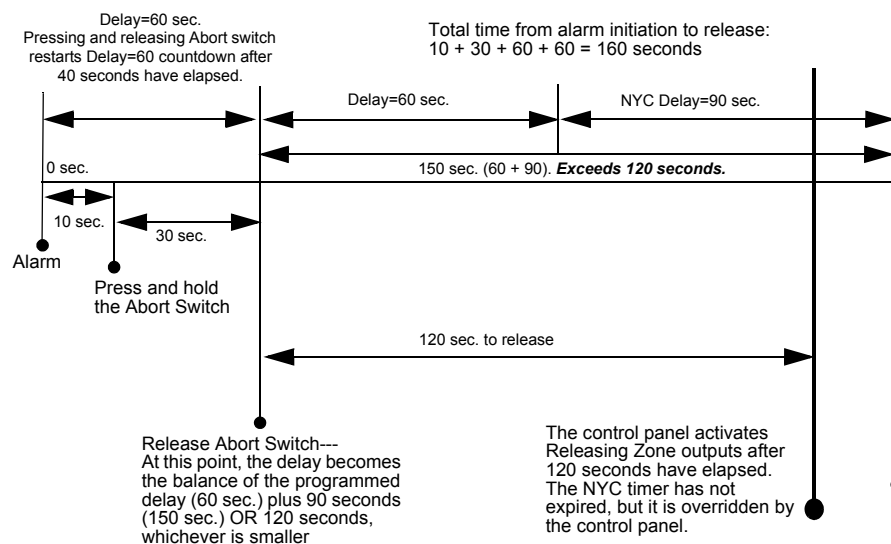 Delay=60 sec.
Pressing and releasing Abort switch
restarts Delay=60 countdown after
40 seconds have elapsed.
Total time from alarm initiation to release:
10 + 30 + 60 + 60 = 160 seconds
Delay=60 sec.
NYC Delay=90 sec.
0 sec.
150 sec. (60 + 90). Exceeds 120 seconds.
10 sec.
30 sec.
Alarm
Press and hold
the Abort Switch
120 sec. to release
Release Abort Switch---
At this point, the delay becomes
the balance of the programmed
delay (60 sec.) plus 90 seconds
(150 sec.) OR 120 seconds,
whichever is smaller
The control panel activates
Releasing Zone outputs after
120 seconds have elapsed.
The NYC timer has not
expired, but it is overridden by
the control panel.